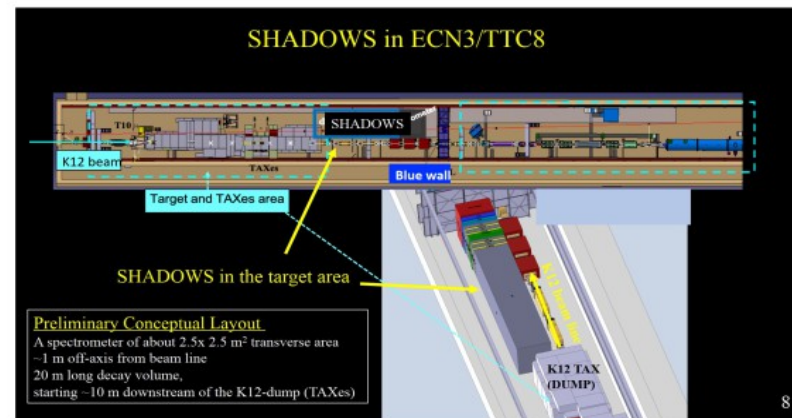 SHADOWS in ECN3/TTC8
T10
SHADOWS
K12 beam
TAXes
Blue wall
Target and TAXes area
SHADOWS in the target area
K12 beam line
Preliminary Conceptual Layout
A spectrometer of about 2.5x 2.5 m² transverse area
~1 m off-axis from beam line
20 m long decay volume,
starting ~10 m downstream of the K12-dump (TAXes)
K12 TAX
(DUMP)
8